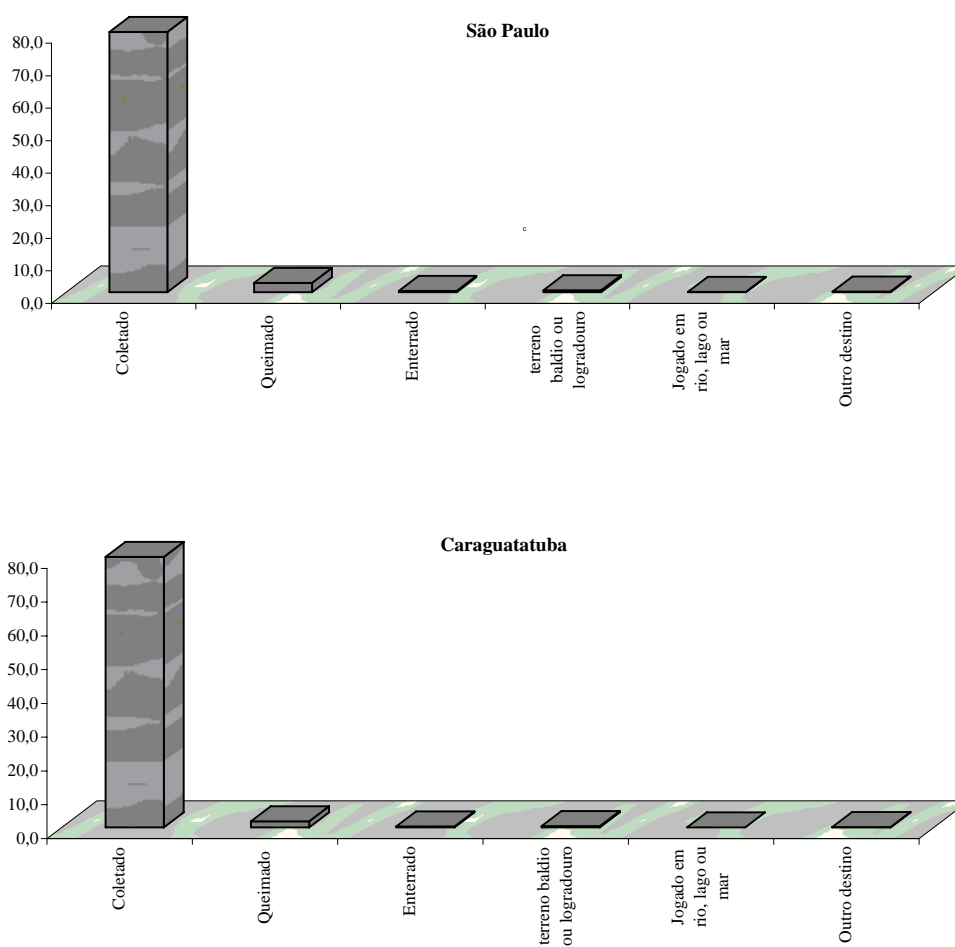 São Paulo
80,0
70,0
60,0
50,0
40,0
30,0
20,0
10,0
0,0
c
Coletado
Queimado
Enterrado
terreno
baldio ou
logradouro
Jogado em
rio, lago ou
mar
Outro destino
Caraguatatuba
80,0
70,0
60,0
50,0
40,0
30,0
20,0
10,0
0,0
Coletado
Queimado
Enterrado
terreno baldio
ou logradouro
Jogado em
rio, lago ou
mar
Outro destino